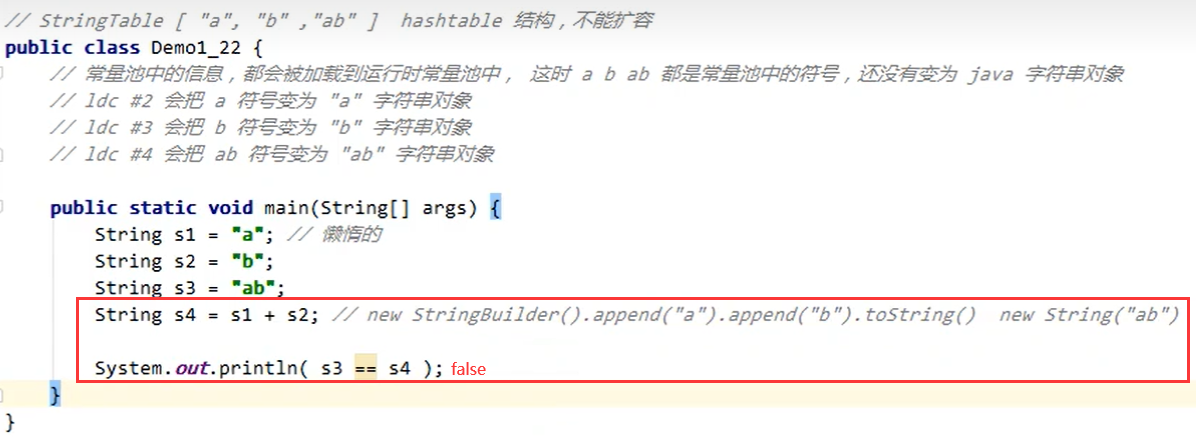 // StringTable [ "a", "b" ,"ab" ]  hashtable 结构，不能扩容
public class Demo1_22 {
    // 常量池中的信息，都会被加载到运行时常量池中， 这时 a b ab 都是常量池中的符号，还没有变为 java 字符串对象
    // ldc #2 会把 a 符号变为 "a" 字符串对象
    // ldc #3 会把 b 符号变为 "b" 字符串对象
    // ldc #4 会把 ab 符号变为 "ab" 字符串对象
    public static void main(String[] args) {
        String s1 = "a"; // 懒惰的
        String s2 = "b";
        String s3 = "ab";
        String s4 = s1 + s2; // new StringBuilder().append("a").append("b").toString()  new String("ab")
        System.out.println( s3 == s4 ); false
    }
}